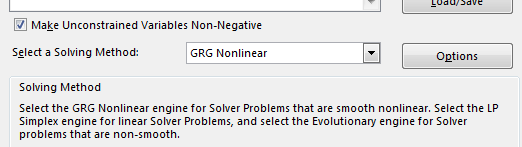 Load/Save
Make Unconstrained Variables Non-Negative
Select a Solving Method:
GRG Nonlinear
Options
Solving Method
Select the GRG Nonlinear engine for Solver Problems that are smooth nonlinear. Select the LP
Simplex engine for linear Solver Problems, and select the Evolutionary engine for Solver
problems that are non-smooth.